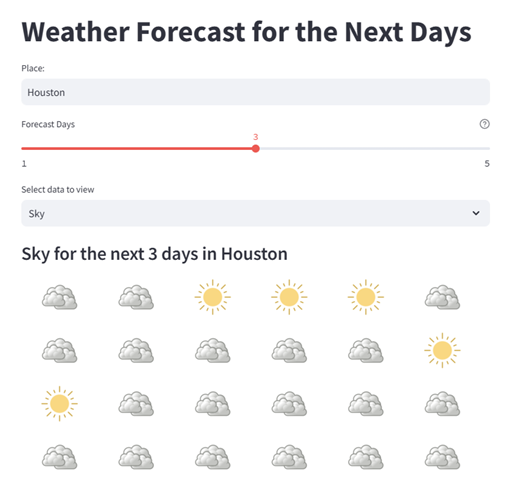 Weather Forecast for the Next Days
Place:
Houston
Forecast Days
?
3
1 5
Select data to view
Sky
Sky for the next 3 days in Houston